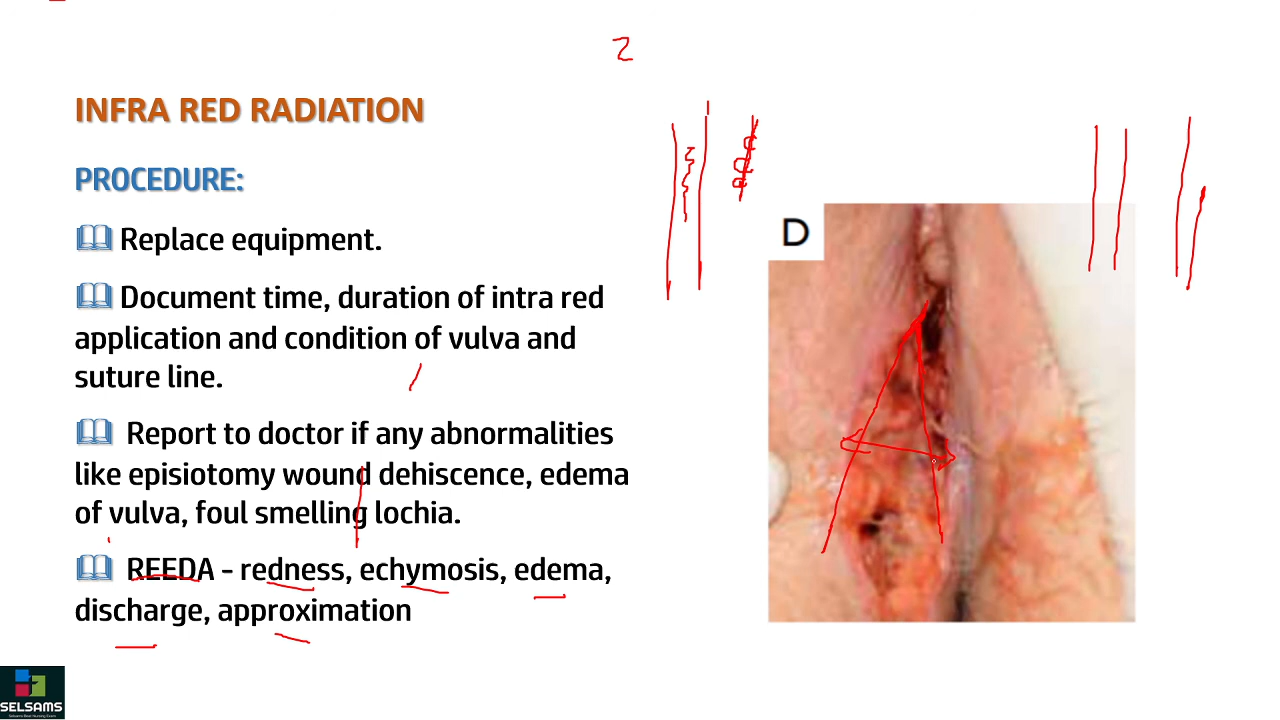 2
INFRA RED RADIATION
PROCEDURE:
Replace equipment.
Document time, duration of intra red
application and condition of vulva and
suture line.
Report to doctor if any abnormalities
like episiotomy wound dehiscence, edema
of vulva, foul smelling lochia.
REEDA - redness, echymosis, edema,
discharge, approximation
D
SELSAMS